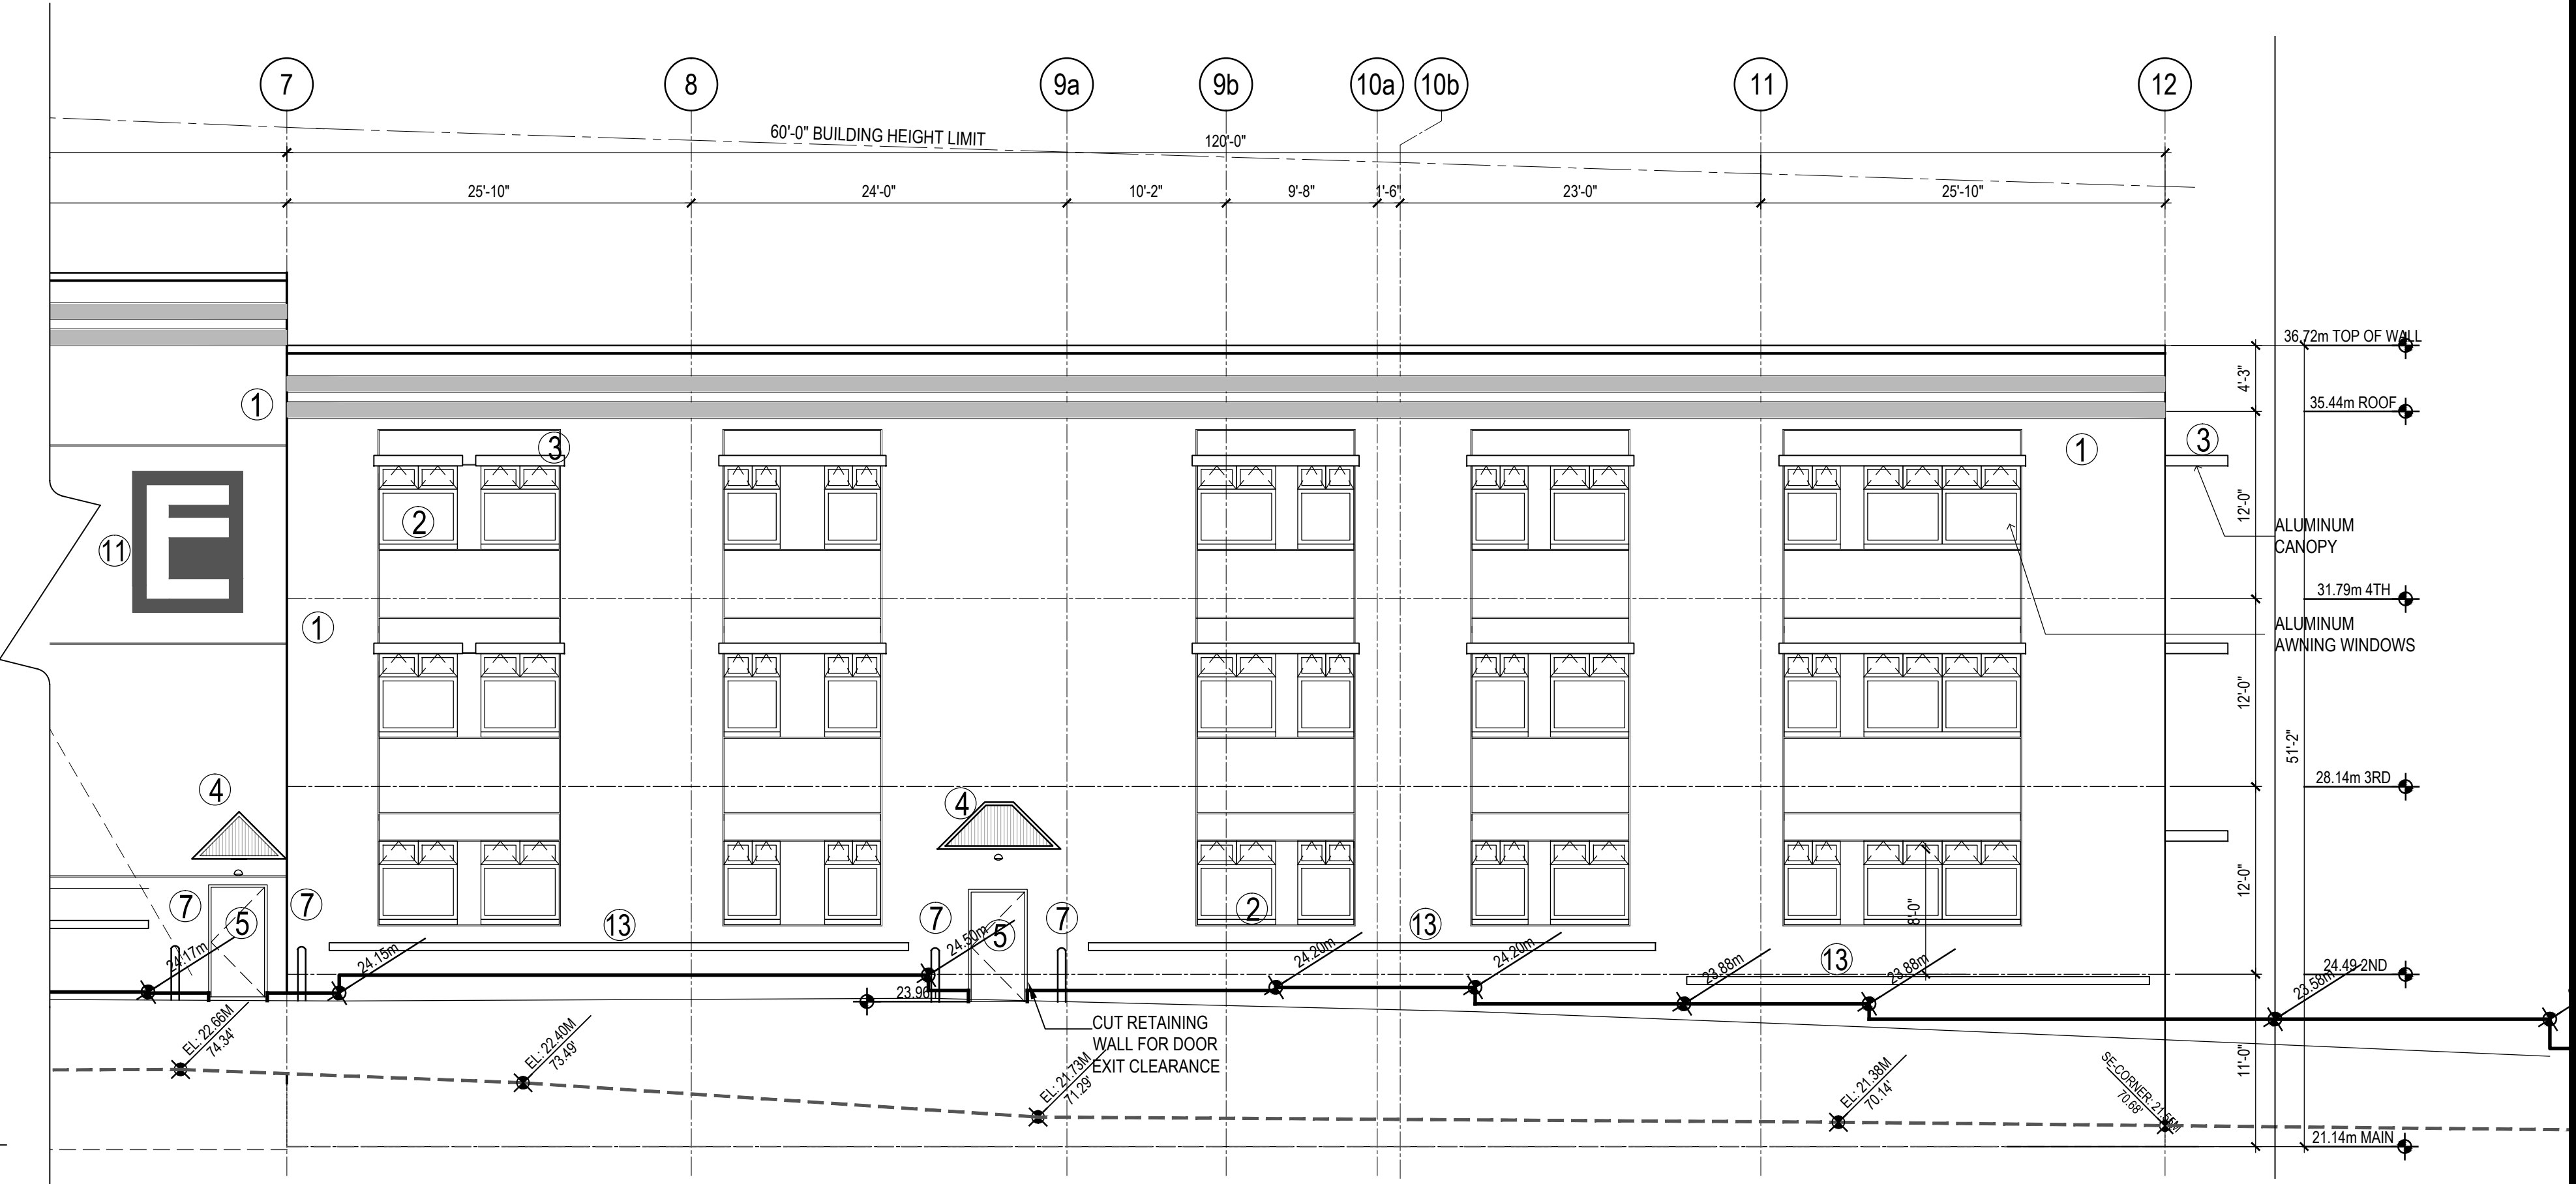 7
8
9a
9b
10a
10b
11
12
60'-0" BUILDING HEIGHT LIMIT
120'-0"
25'-10"
24'-0"
10'-2"
9'-8"
1'-6"
23'-0"
25'-10"
36.72m TOP OF WALL
4'-3"
1
35.44m ROOF
3
1
3
E
11
2
12'-0"
ALUMINUM
CANOPY
31.79m 4TH
1
ALUMINUM
AWNING WINDOWS
12'-0"
51'-2"
28.14m 3RD
4
4
12'-0"
7
5
7
13
7
5
7
2
13
8'-0"
13
24.17m
24.15m
24.50m
24.20m
24.20m
23.88m
23.88m
24.49 2ND
23.58m
23.96m
CUT RETAINING
WALL FOR DOOR
EXIT CLEARANCE
EL: 22.66M
74.34'
EL: 22.40M
73.49'
EL: 21.73M
71.29'
EL: 21.38M
70.14'
SE-CORNER:
70.68'
11'-0"
21.14m MAIN